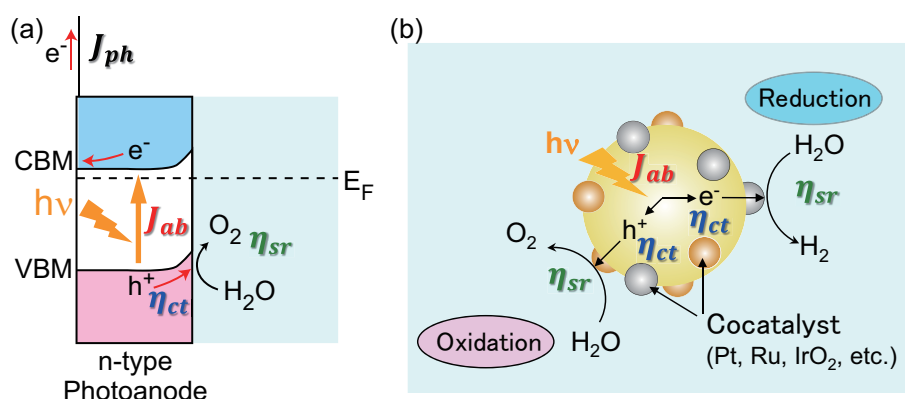 (a)
e⁻
J_ph
CBM
e⁻
E_F
hν
J_ab
O₂
η_sr
VBM
h⁺
η_ct
H₂O
n-type
Photoanode
(b)
Reduction
hν
J_ab
H₂O
e⁻
η_sr
η_ct
h⁺
η_ct
O₂
H₂
η_sr
Oxidation
H₂O
Cocatalyst
(Pt, Ru, IrO₂, etc.)